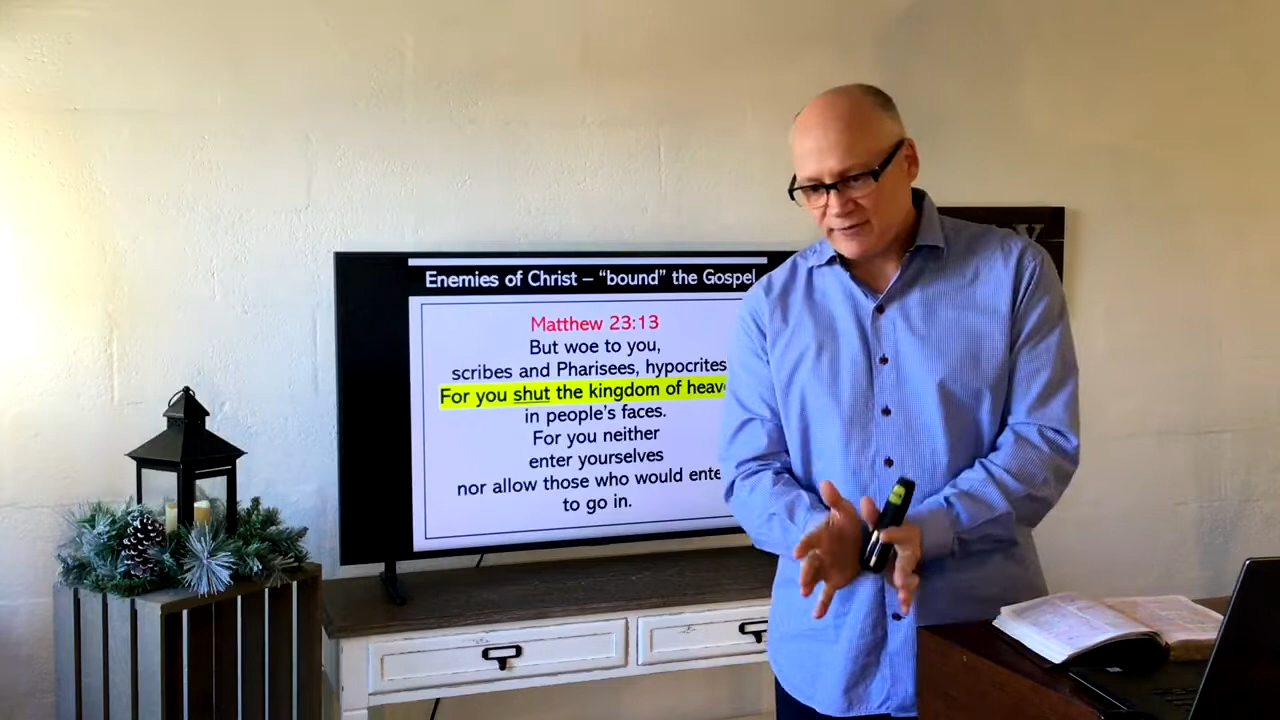 Enemies of Christ – “bound” the Gospel
Matthew 23:13
But woe to you,
scribes and Pharisees, hypocrites
For you shut the kingdom of
in people’s faces.
For you neither
enter yourselves
nor allow those who would
to go in.